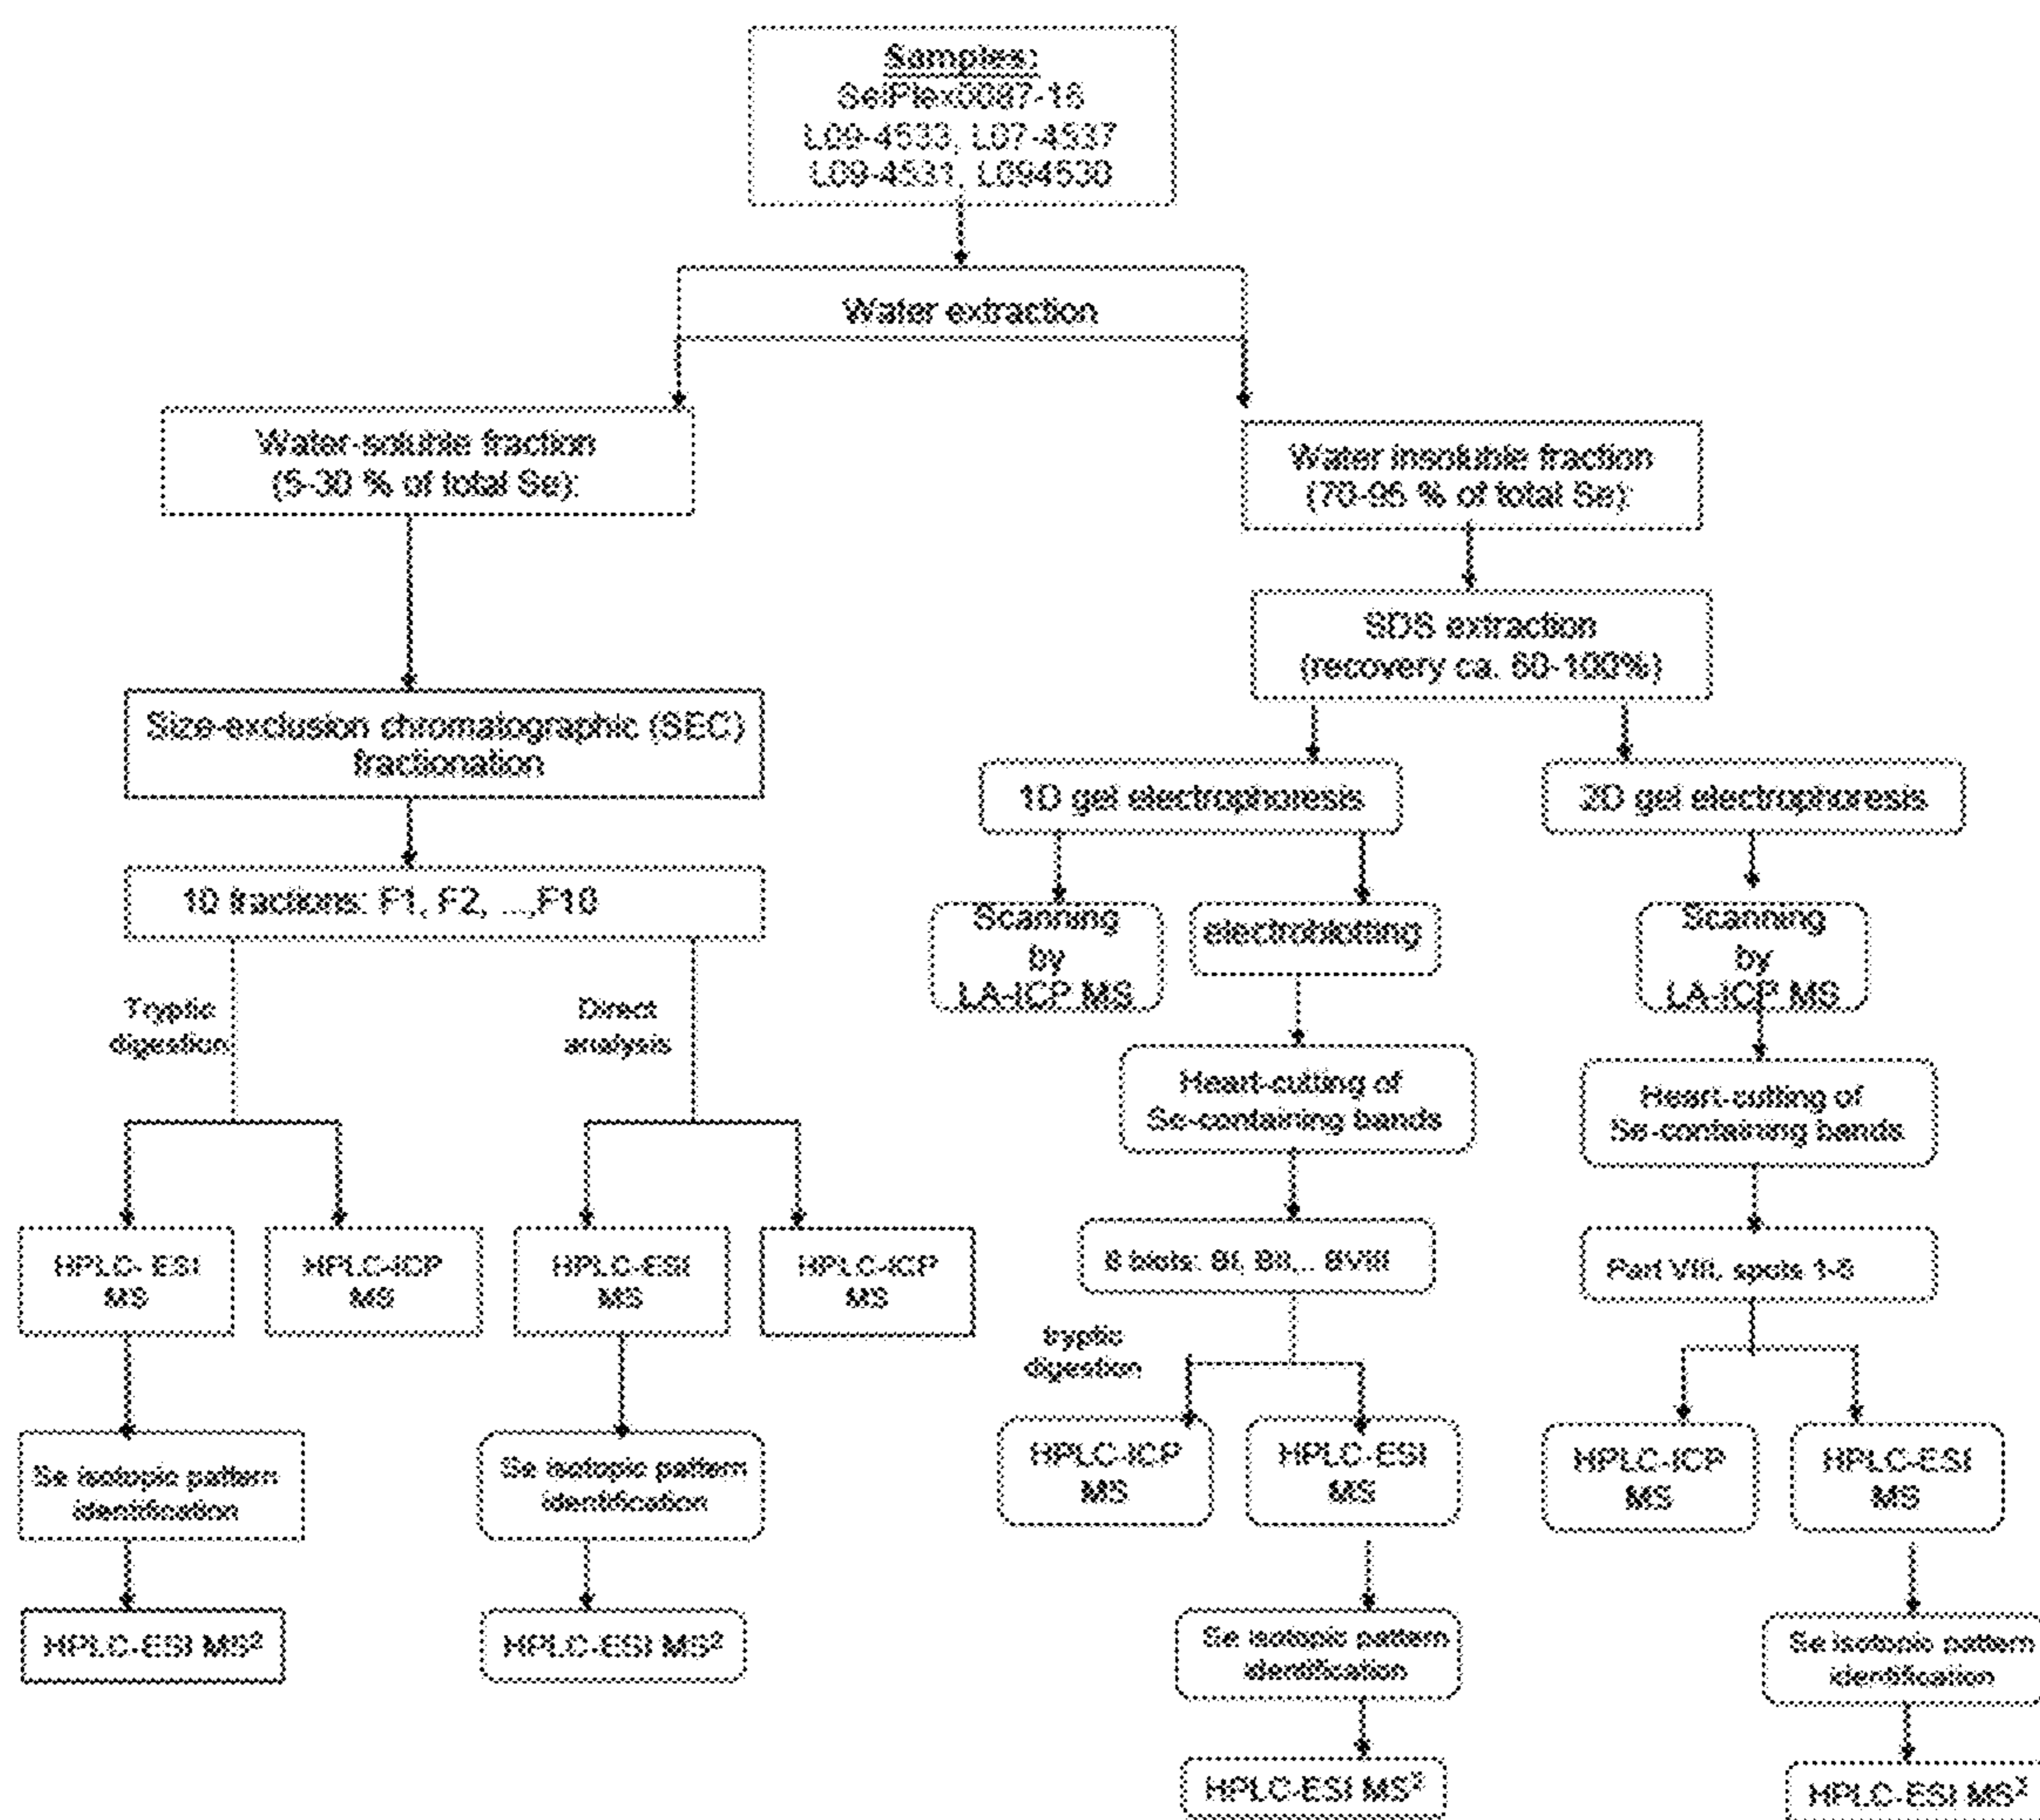 Samples:
SelPlex0087-16
L09-4533, L07-4537
L09-4531, L094530
Water extraction
Water-soluble fraction
(5-30 % of total Se):
Water insoluble fraction
(70-95 % of total Se):
SDS extraction
(recovery ca. 60-100%)
Size-exclusion chromatographic (SEC)
fractionation
1D gel electrophoresis
2D gel electrophoresis
10 fractions: F1, F2, ...,F10
Scanning
by
LA-ICP MS
electroblotting
Scanning
by
LA-ICP MS
Tryptic
digestion
Direct
analysis
Heart-cutting of
Se-containing bands
Heart-cutting of
Se-containing bands
HPLC- ESI
MS
HPLC-ICP
MS
HPLC-ESI
MS
HPLC-ICP
MS
8 blots: BI, BII,.. BVIII
Part VIII, spots
tryptic
digestion
HPLC-ICP
MS
HPLC-ESI
MS
HPLC-ICP
MS
HPLC-ESI
MS
Se isotopic pattern
identification
Se isotopic pattern
identification
HPLC-ESI MS²
HPLC-ESI MS²
Se isotopic pattern
identification
Se isotopic pattern
identification
HPLC-ESI MS²
HPLC-ESI MS²